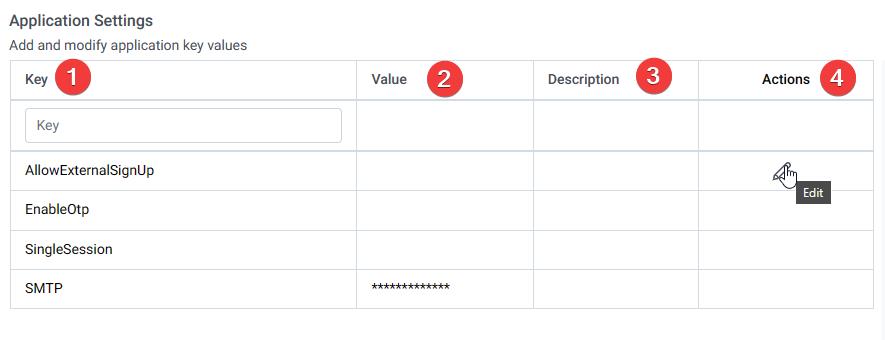 Application Settings
Add and modify application key values
Key 1 Value 2 Description 3 Actions 4
Key
AllowExternalSignUp
Edit
EnableOtp
SingleSession
SMTP *************